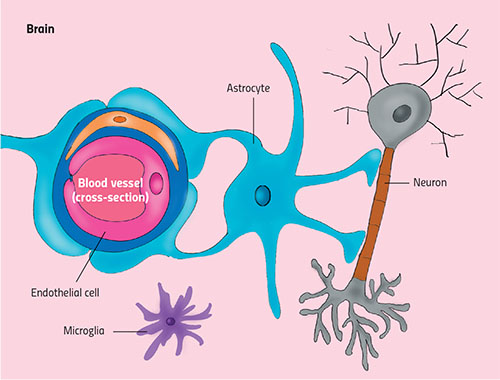 Brain
Astrocyte
Blood vessel
(cross-section)
Neuron
Endothelial cell
Microglia